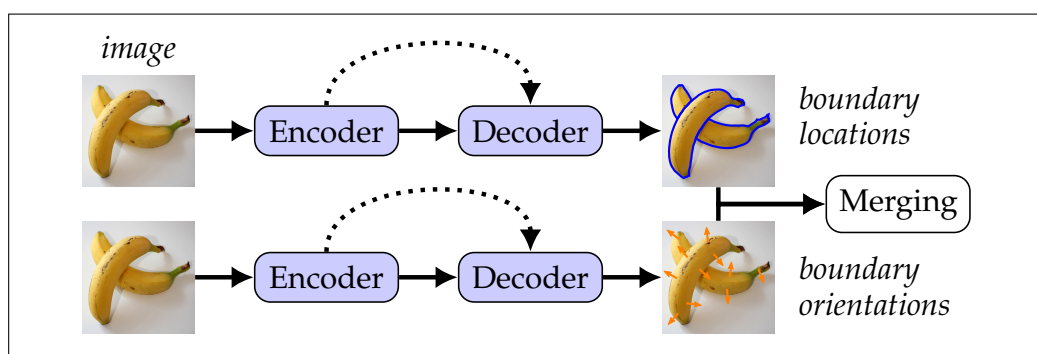 image
Encoder
Decoder
boundary
locations
Merging
Encoder
Decoder
boundary
orientations